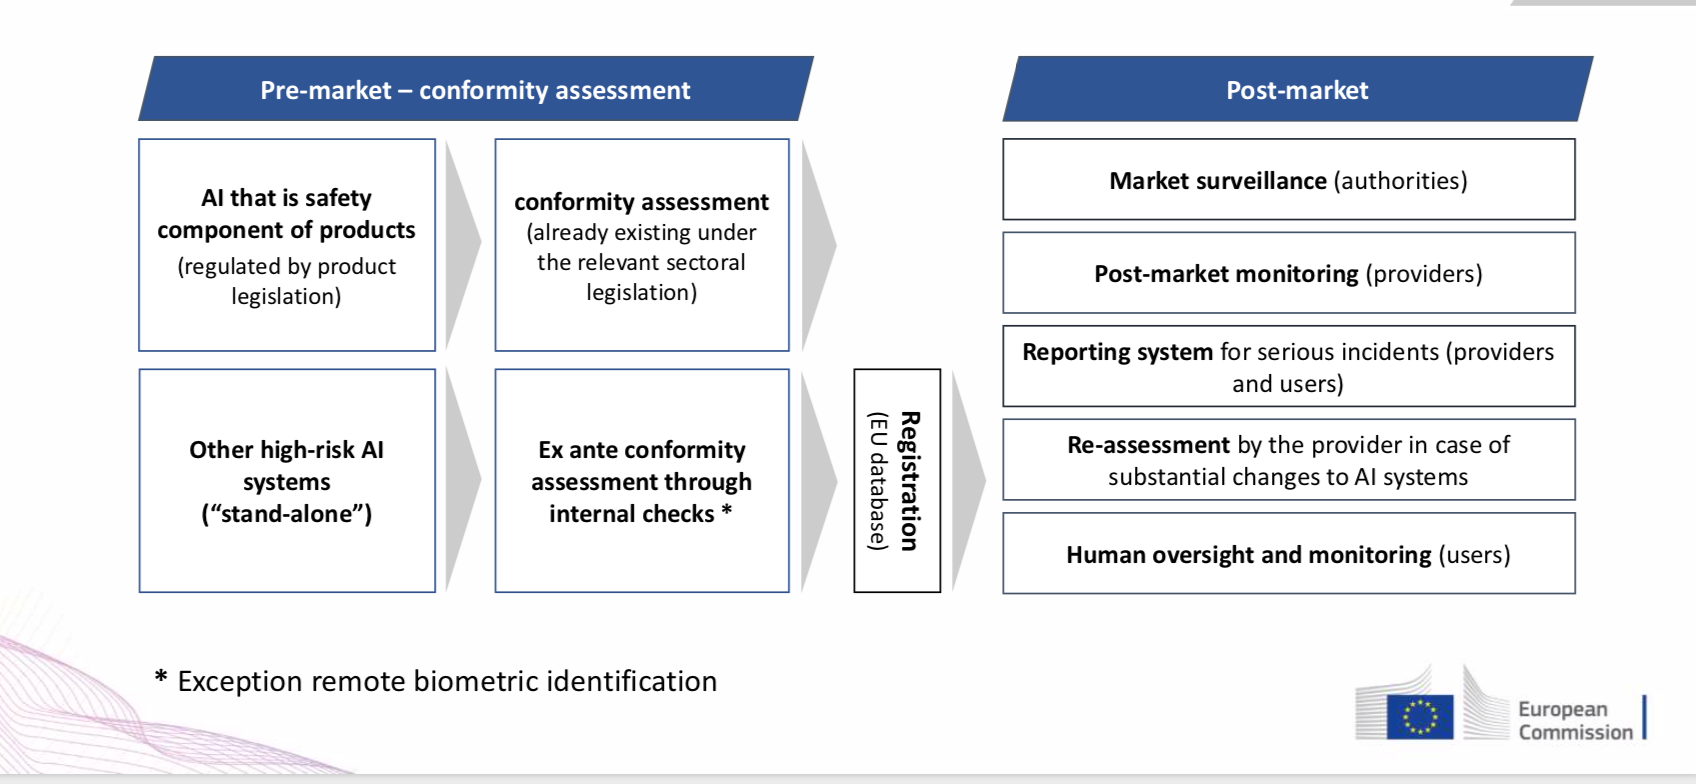 Pre-market – conformity assessment
AI that is safety
component of products
(regulated by product
legislation)
conformity assessment
(already existing under
the relevant sectoral
legislation)
Other high-risk AI
systems
(“stand-alone”)
Ex ante conformity
assessment through
internal checks *
Registration
(EU database)
Post-market
Market surveillance (authorities)
Post-market monitoring (providers)
Reporting system for serious incidents (providers
and users)
Re-assessment by the provider in case of
substantial changes to AI systems
Human oversight and monitoring (users)
* Exception remote biometric identification
European
Commission